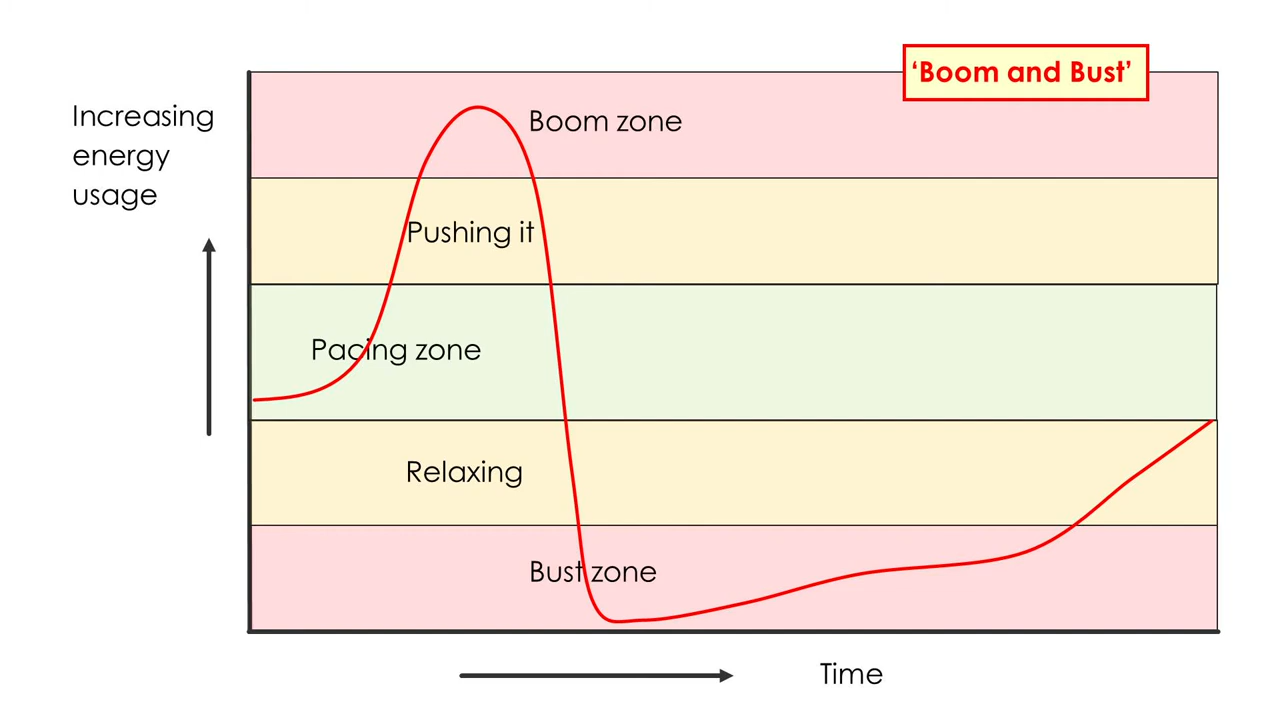 ‘Boom and Bust’
Increasing
energy
usage
Boom zone
Pushing it
Pacing zone
Relaxing
Bust zone
Time